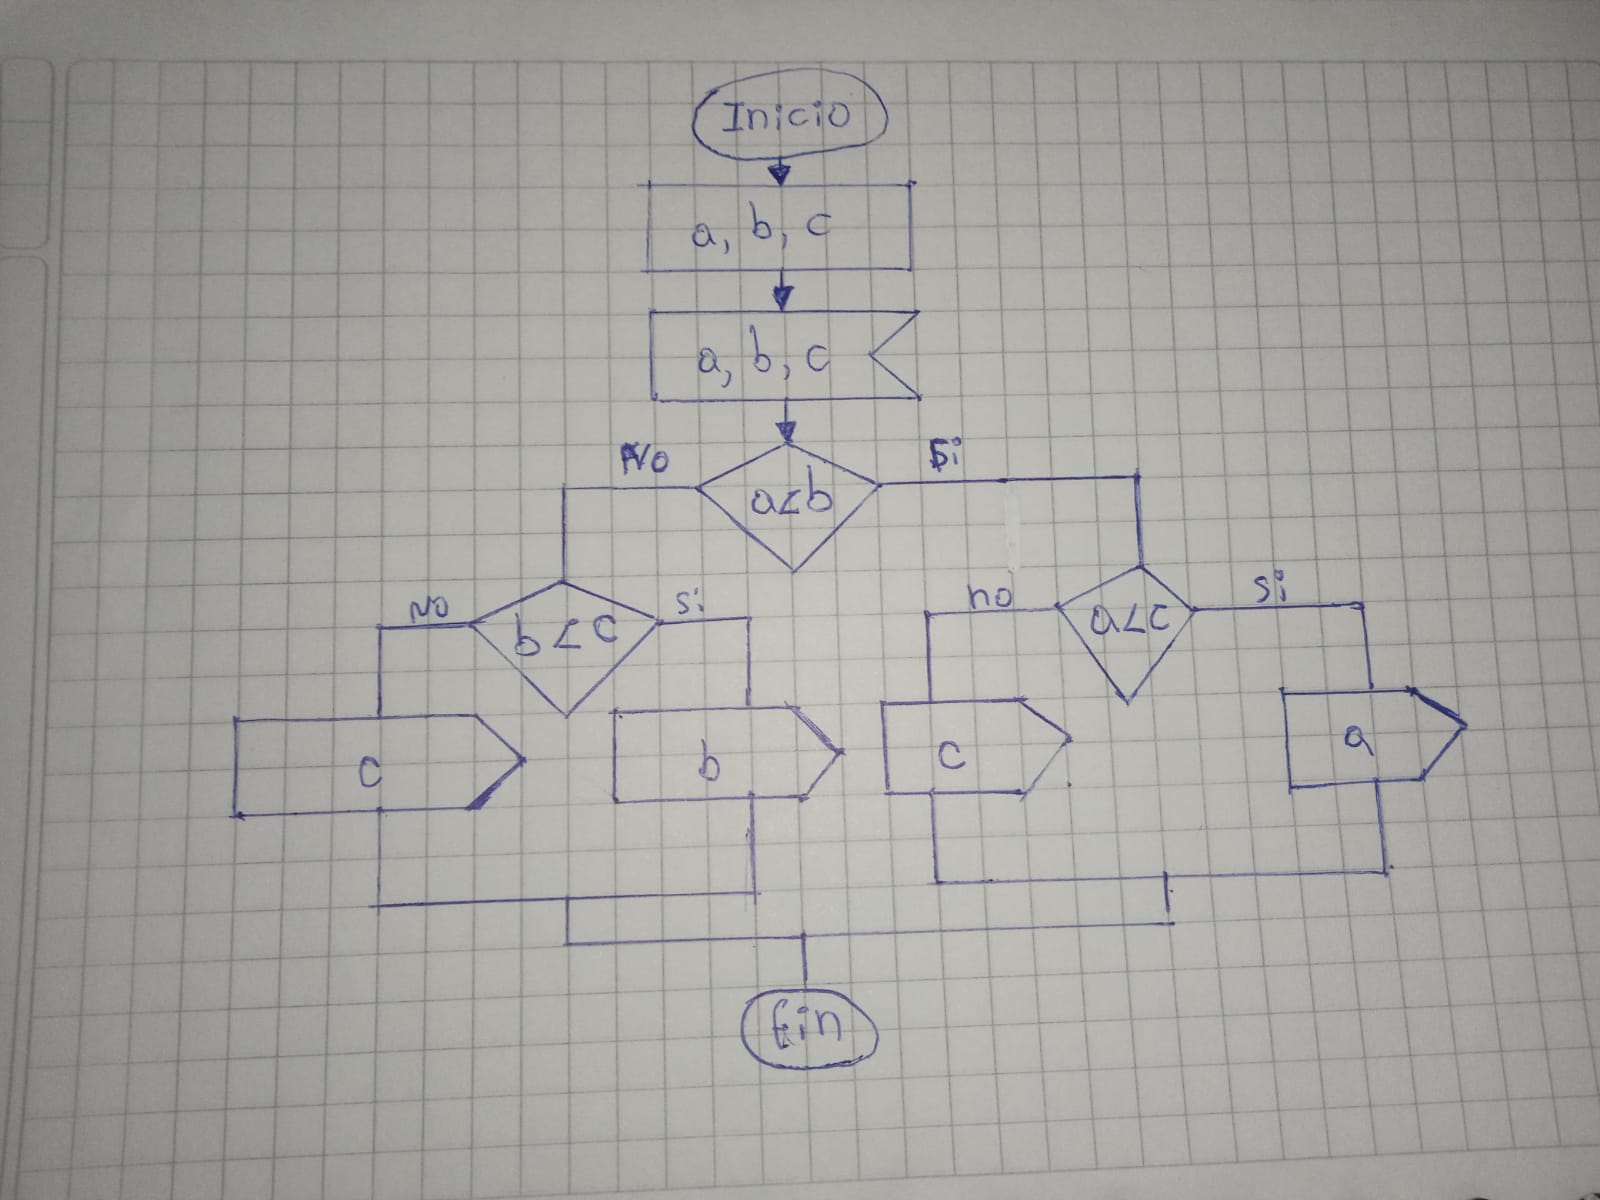 Inicio
a, b, c
a, b, c
No
Si
a<b
No
b<c
si
no
a<c
si
c
b
c
a
fin